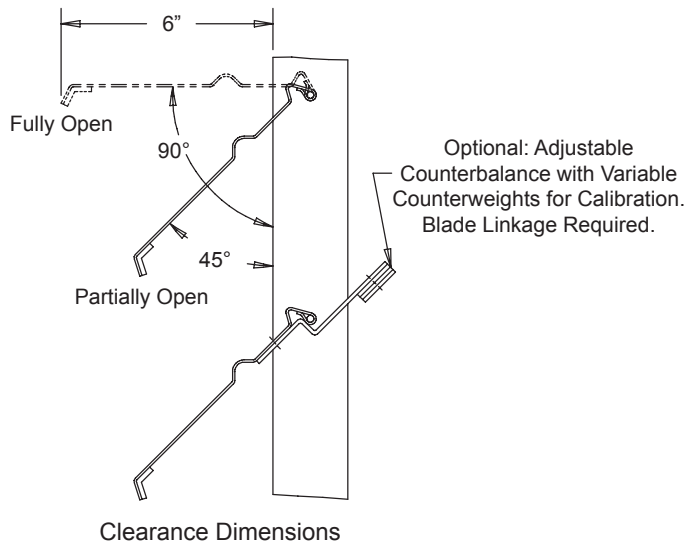 6”
Fully Open
90°
Optional: Adjustable
Counterbalance with Variable
Counterweights for Calibration.
Blade Linkage Required.
45°
Partially Open
Clearance Dimensions